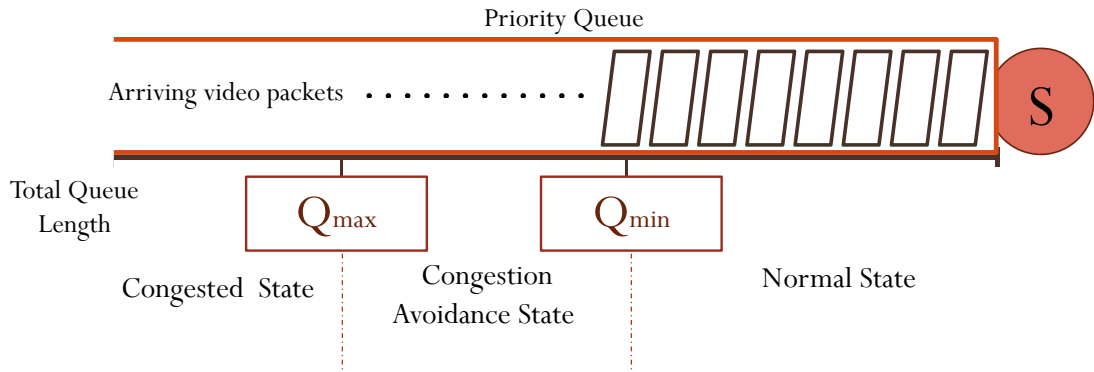 Priority Queue
Arriving video packets
S
Total Queue
Length
Qmax
Qmin
Congested State
Congestion
Avoidance State
Normal State